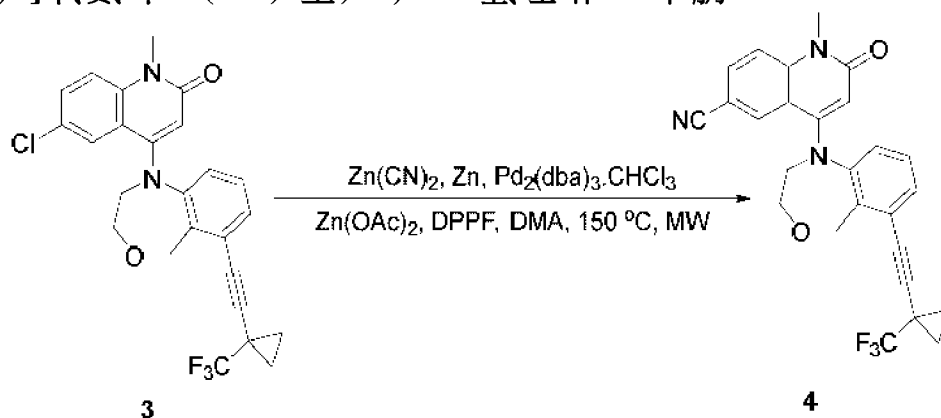 N
O
Cl
N
O
F₃C
3
Zn(CN)₂, Zn, Pd₂(dba)₃.CHCl₃
Zn(OAc)₂, DPPF, DMA, 150 ºC, MW
N
O
NC
N
O
F₃C
4